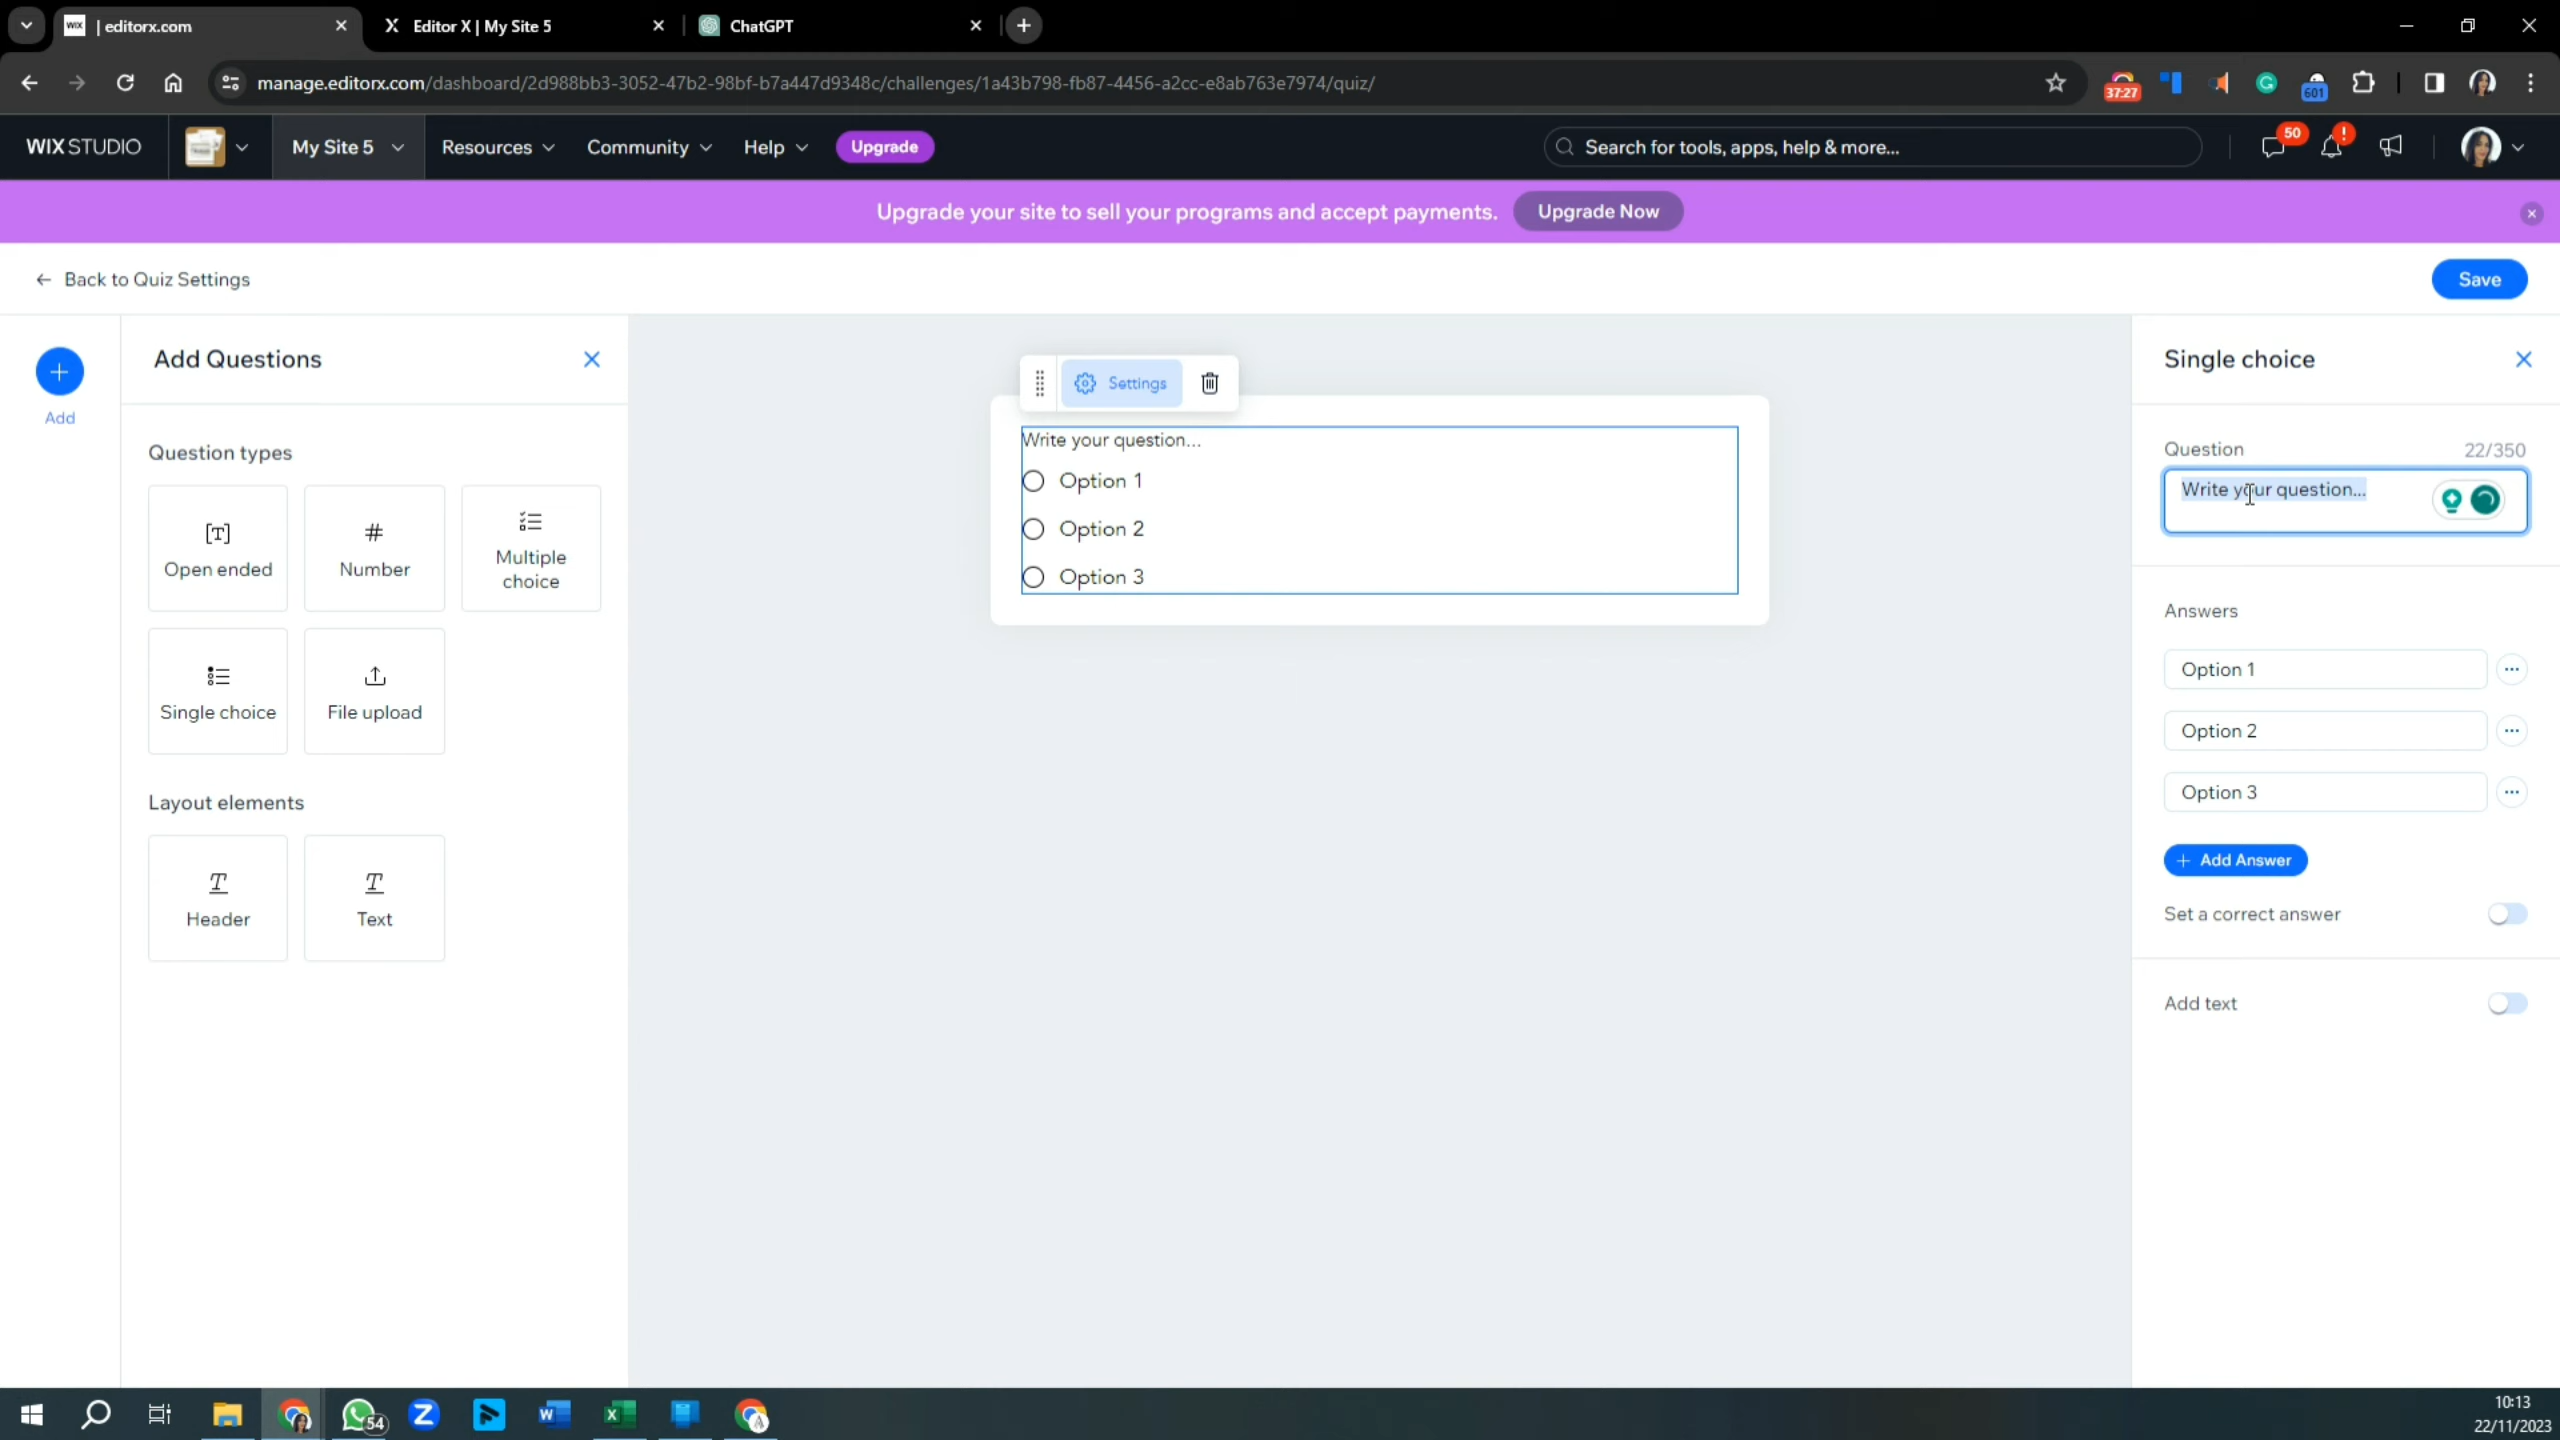 WIX | editorx.com
X Editor X | My Site 5
ChatGPT
manage.editorx.com/dashboard/2d988bb3-3052-47b2-98bf-b7a447d9348c/challenges/1a43b798-fb87-4456-a2cc-e8ab763e7974/quiz/
37:27
G
601
WIX STUDIO
My Site 5
Resources
Community
Help
Upgrade
Search for tools, apps, help & more...
50
!
Upgrade your site to sell your programs and accept payments.
Upgrade Now
Back to Quiz Settings
Save
Add
Add Questions
Question types
Open ended
# Number
Multiple
choice
Single choice
File upload
Layout elements
T Header
T Text
Settings
Write your question...
Option 1
Option 2
Option 3
Single choice
Question
22/350
Write your question...
Answers
Option 1
Option 2
Option 3
+ Add Answer
Set a correct answer
Add text
54
10:13
22/11/2023